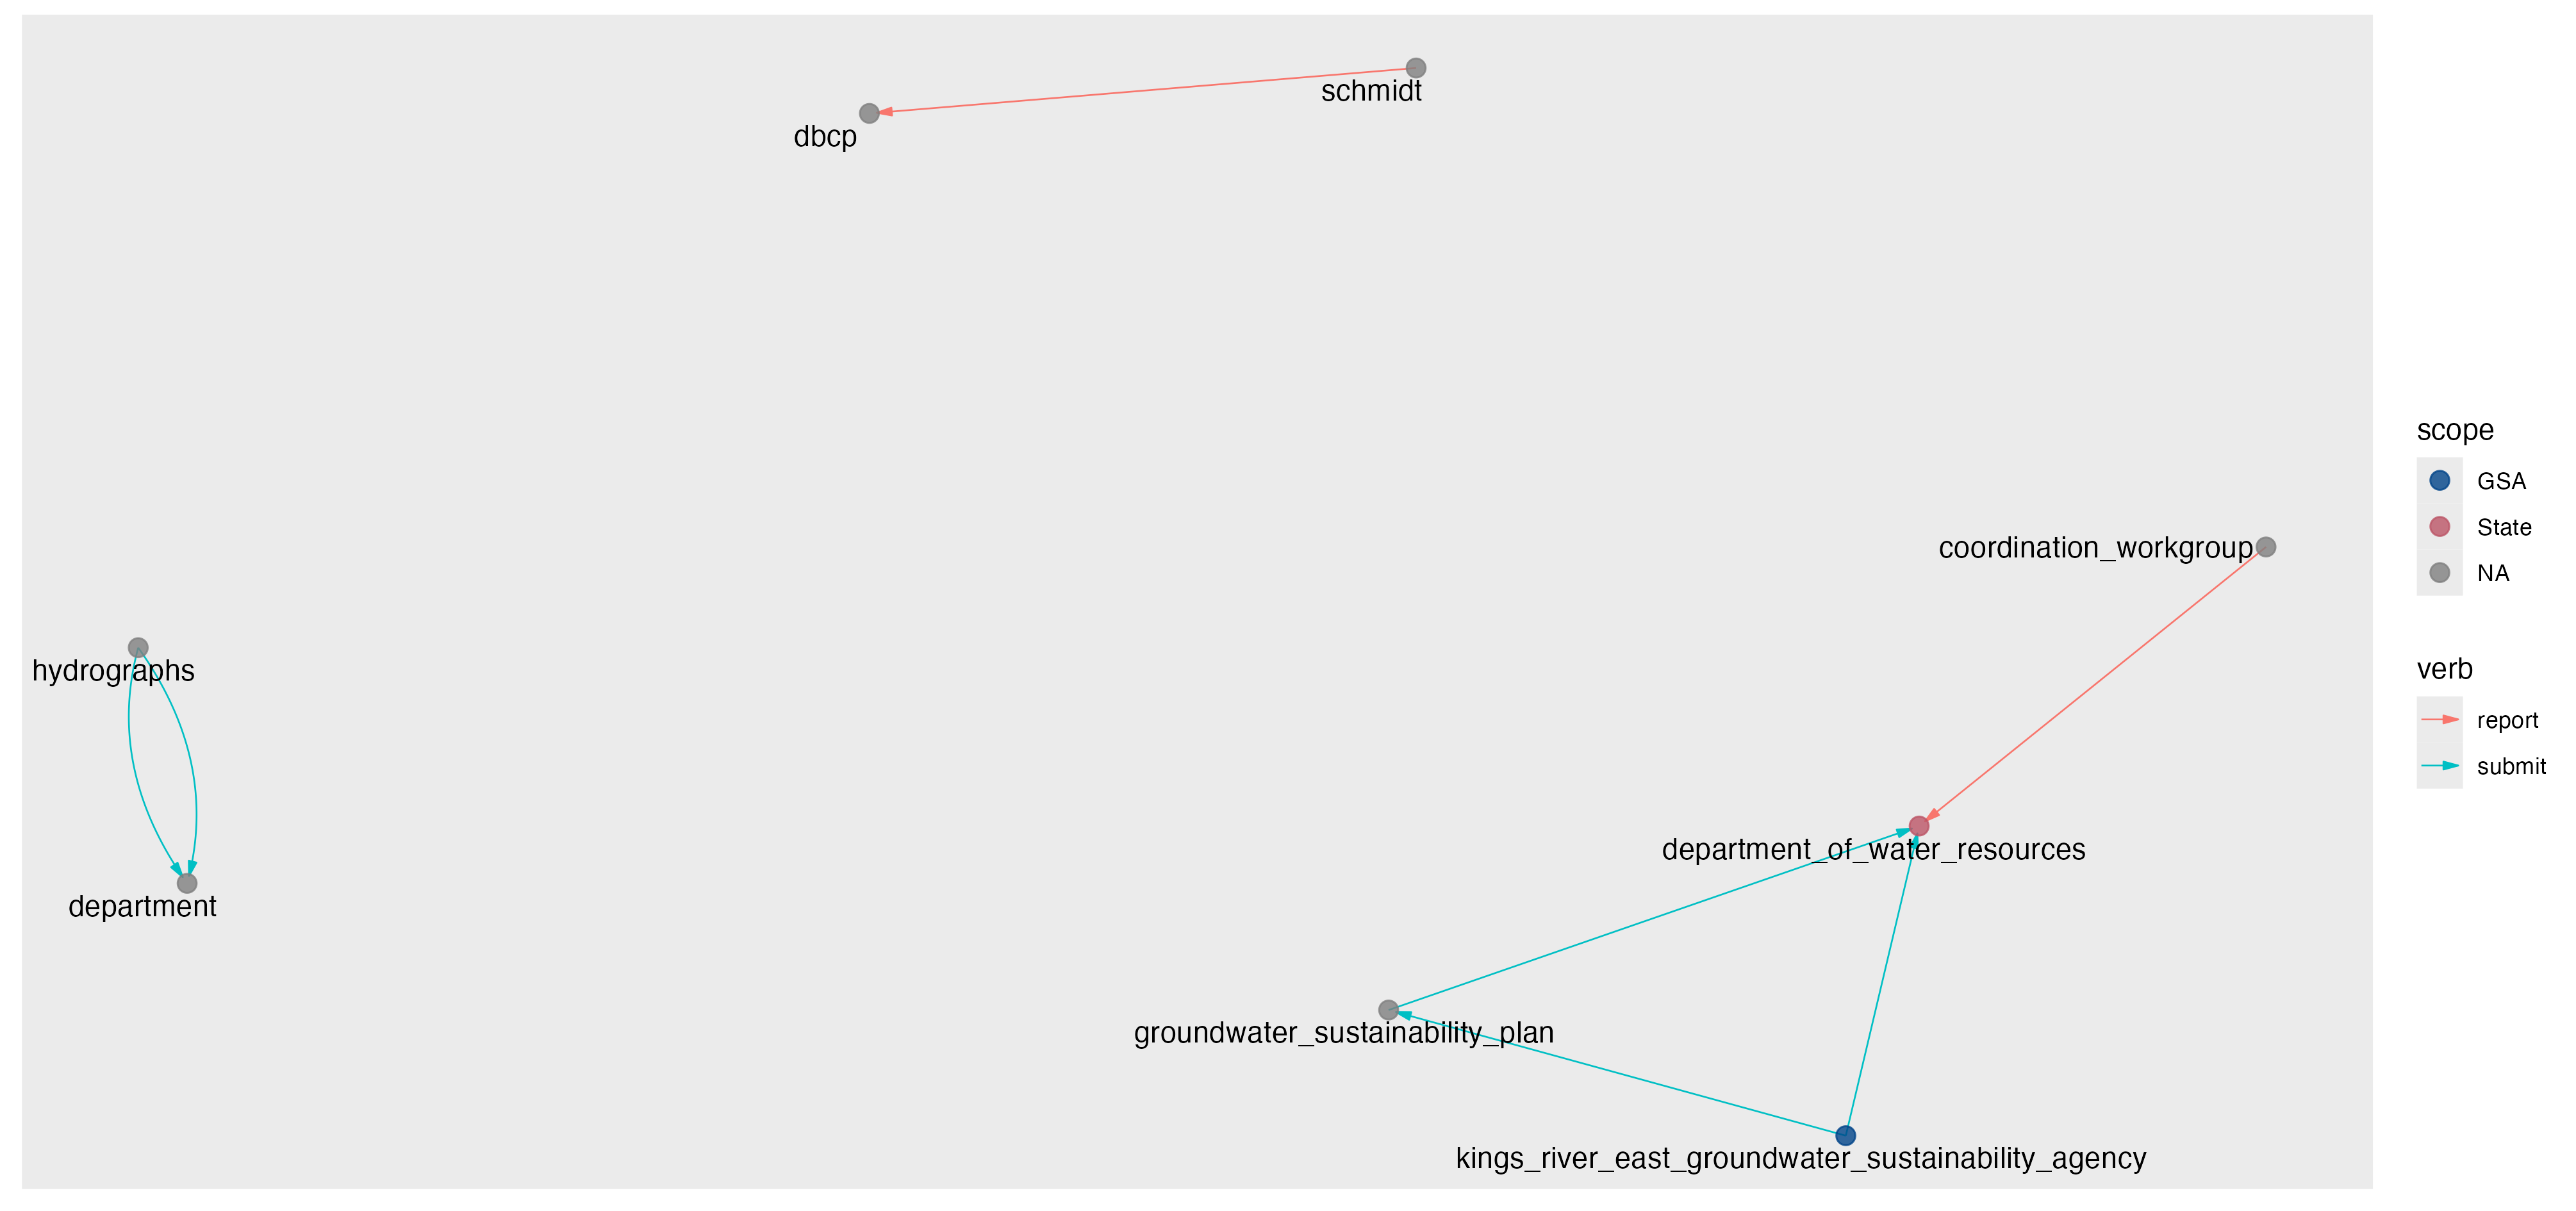 schmidt
dbcp
coordination_workgroup
hydrographs
department_of_water_resources
department
groundwater_sustainability_plan
kings_river_east_groundwater_sustainability_agency
scope
GSA
State
NA
verb
report
submit